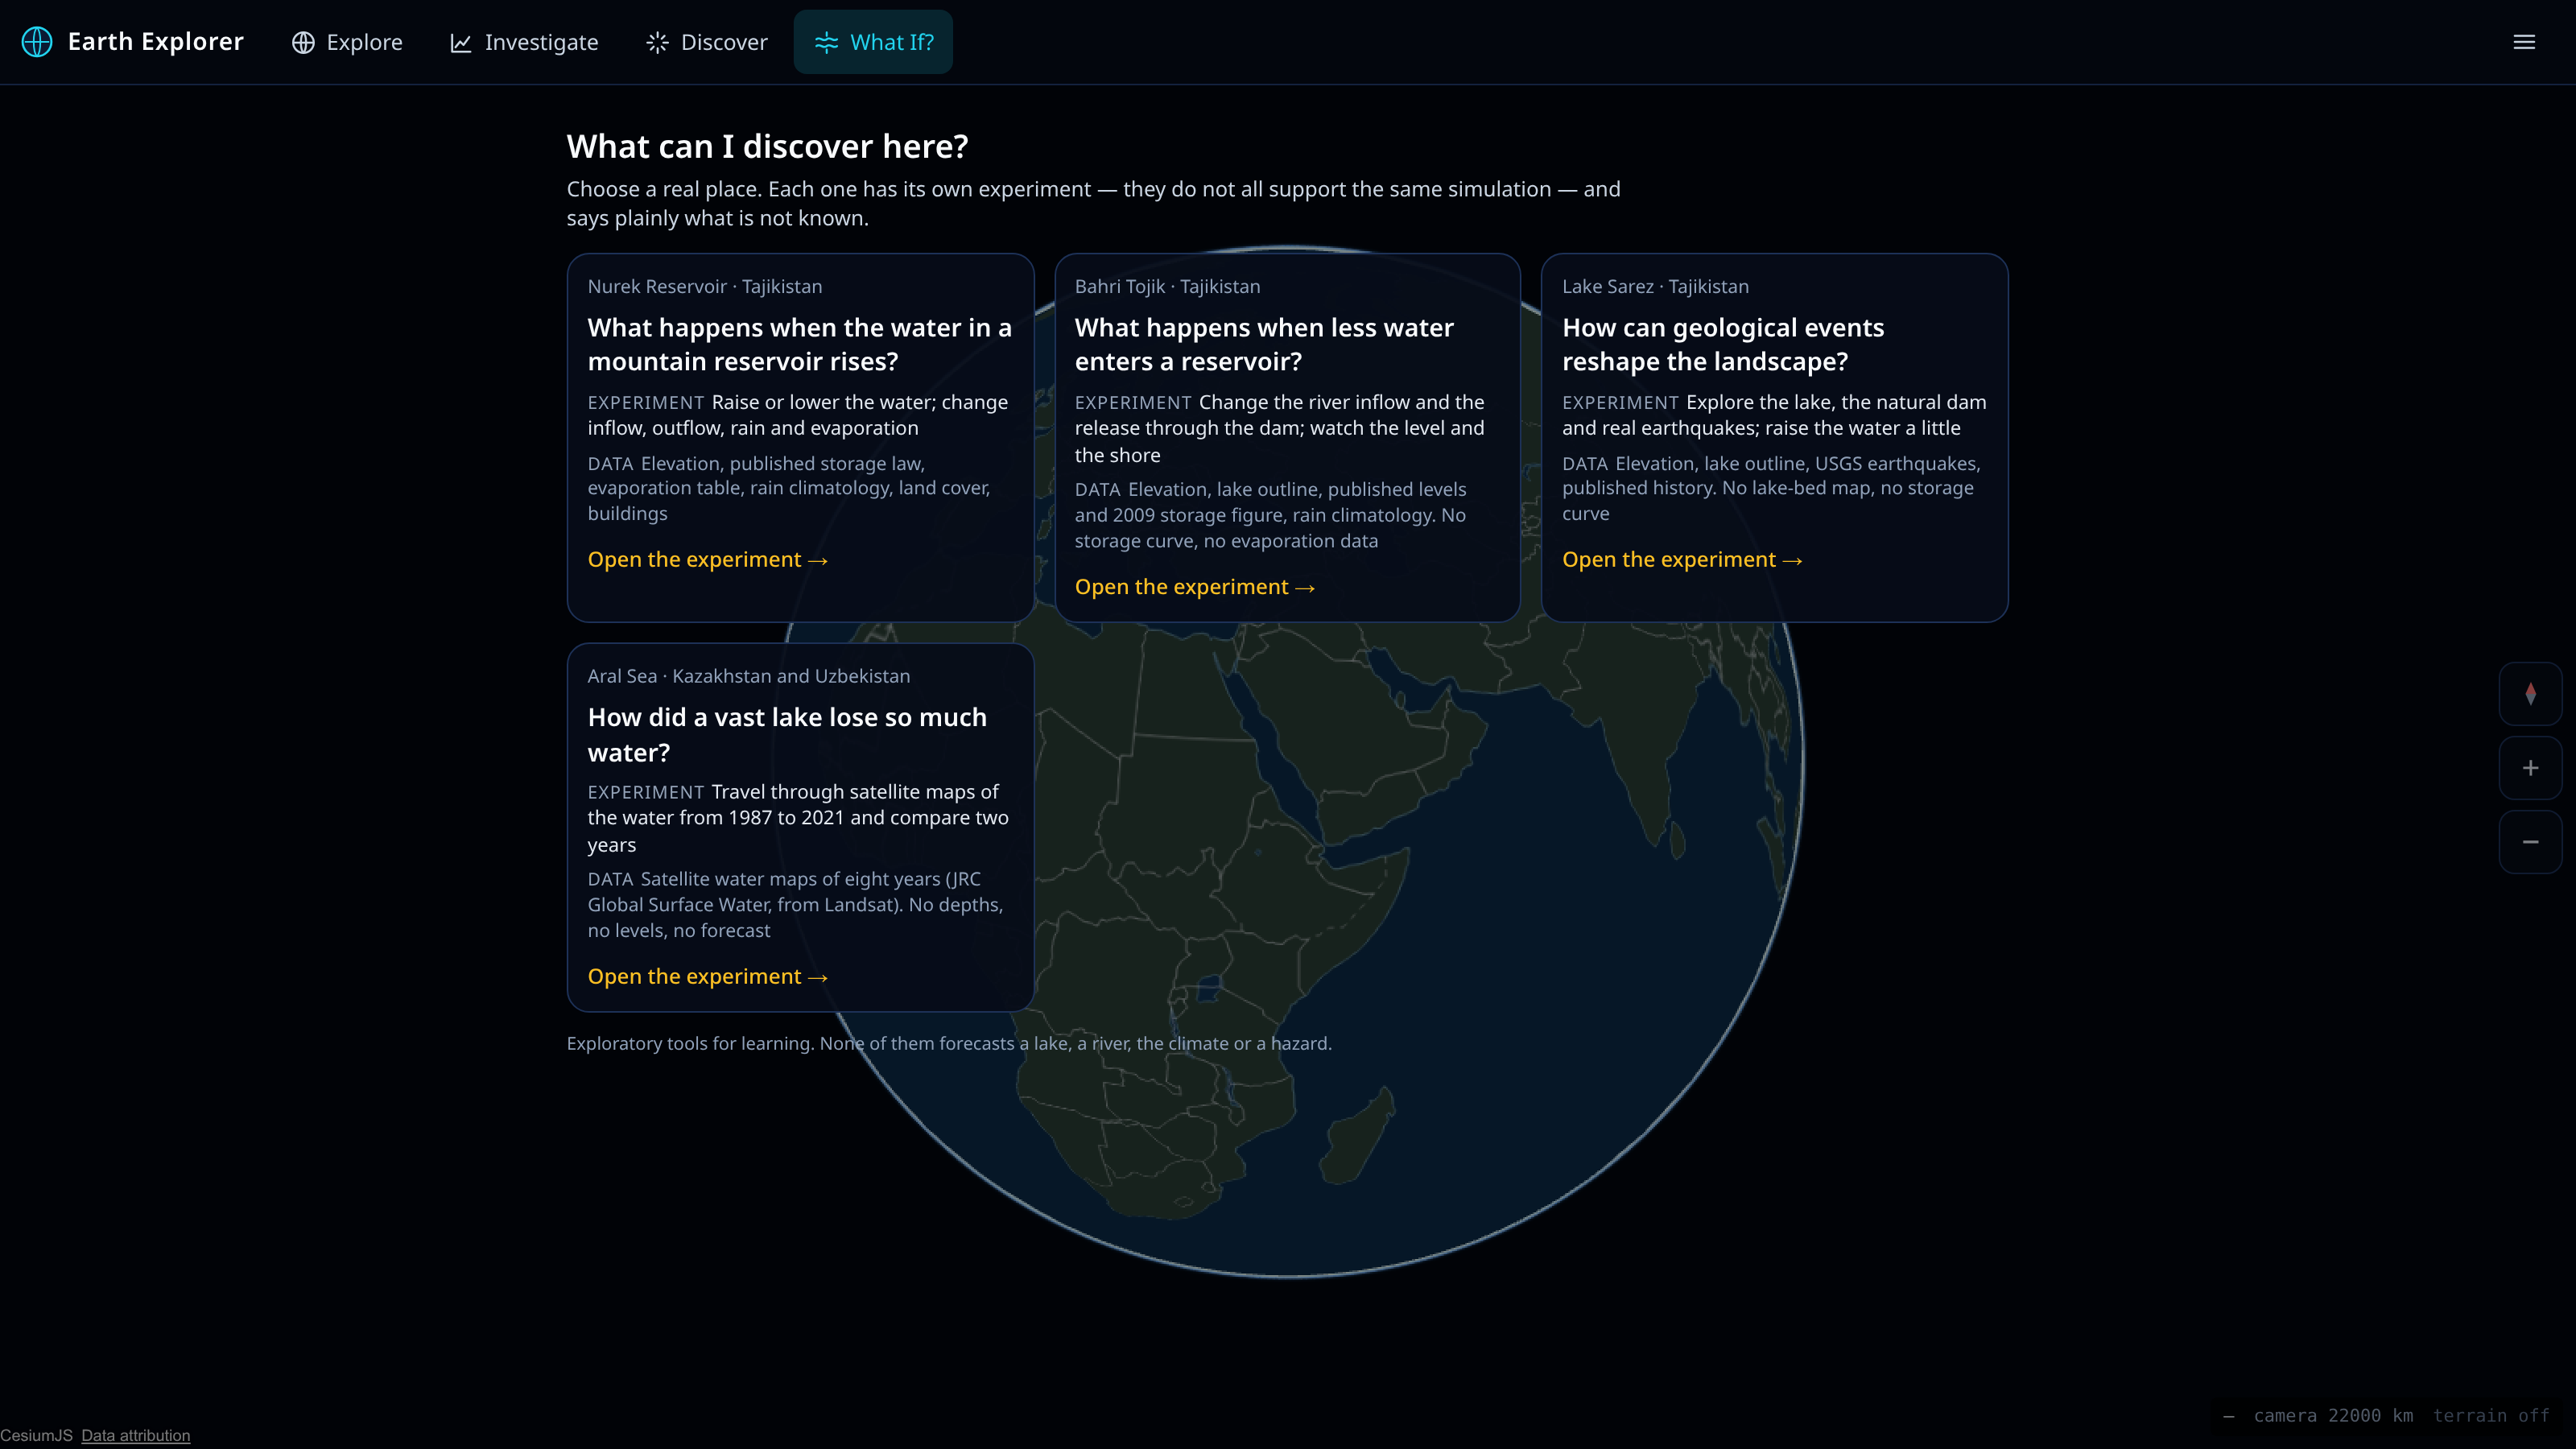 Earth Explorer
Explore
Investigate
Discover
What If?
What can I discover here?
Choose a real place. Each one has its own experiment — they do not all support the same simulation — and
says plainly what is not known.
Nurek Reservoir · Tajikistan
What happens when the water in a
mountain reservoir rises?
EXPERIMENT Raise or lower the water; change
inflow, outflow, rain and evaporation
DATA Elevation, published storage law,
evaporation table, rain climatology, land cover,
buildings
Open the experiment →
Bahri Tojik · Tajikistan
What happens when less water
enters a reservoir?
EXPERIMENT Change the river inflow and the
release through the dam; watch the level and
the shore
DATA Elevation, lake outline, published levels
and 2009 storage figure, rain climatology. No
storage curve, no evaporation data
Open the experiment →
Lake Sarez · Tajikistan
How can geological events
reshape the landscape?
EXPERIMENT Explore the lake, the natural dam
and real earthquakes; raise the water a little
DATA Elevation, lake outline, USGS earthquakes,
published history. No lake-bed map, no storage
curve
Open the experiment →
Aral Sea · Kazakhstan and Uzbekistan
How did a vast lake lose so much
water?
EXPERIMENT Travel through satellite maps of
the water from 1987 to 2021 and compare two
years
DATA Satellite water maps of eight years (JRC
Global Surface Water, from Landsat). No depths,
no levels, no forecast
Open the experiment →
Exploratory tools for learning. None of them forecasts a lake, a river, the climate or a hazard.
+
−
— camera 22000 km terrain off
CesiumJS Data attribution